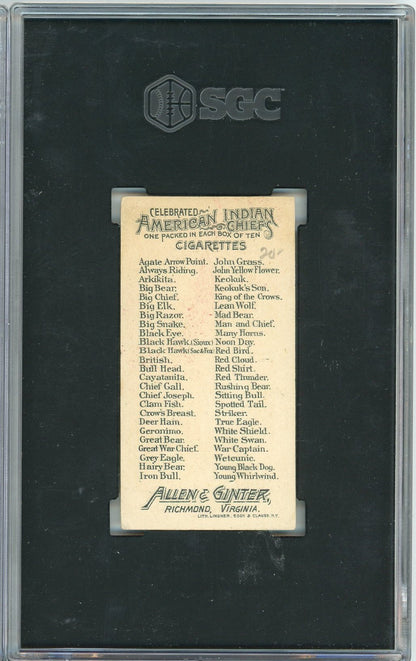 SGC
CELEBRATED
AMERICAN INDIAN
CHIEFS
ONE PACKED IN EACH BOX OF TEN
CIGARETTES
20-
Agate Arrow Point.
Always Riding.
Arkikita.
Big Bear.
Big Chief.
Big Elk.
Big Razor.
Big Snake.
Black Eye.
Black Hawk (Sioux)
Black Hawk (Sac & Fox)
British.
Bull Head.
Cayatanita.
Chief Gall.
Chief Joseph.
Clam Fish.
Crow's Breast.
Deer Ham.
Geronimo.
Great Bear.
Great War Chief.
Grey Eagle.
Hairy Bear.
Iron Bull.
John Grass.
John Yellow Flower.
Keokuk.
Keokuk's Son.
King of the Crows.
Lean Wolf.
Mad Bear.
Man and Chief.
Many Horns.
Noon Day.
Red Bird.
Red Cloud.
Red Shirt.
Red Thunder.
Rushing Bear.
Sitting Bull.
Spotted Tail.
Striker.
True Eagle.
White Shield.
White Swan.
War Captain.
Wetcunie.
Young Black Dog.
Young Whirlwind.
ALLEN & GINTER,
RICHMOND, VIRGINIA.
LITH. LINDNER, EDDY & CLAUSS, N.Y.